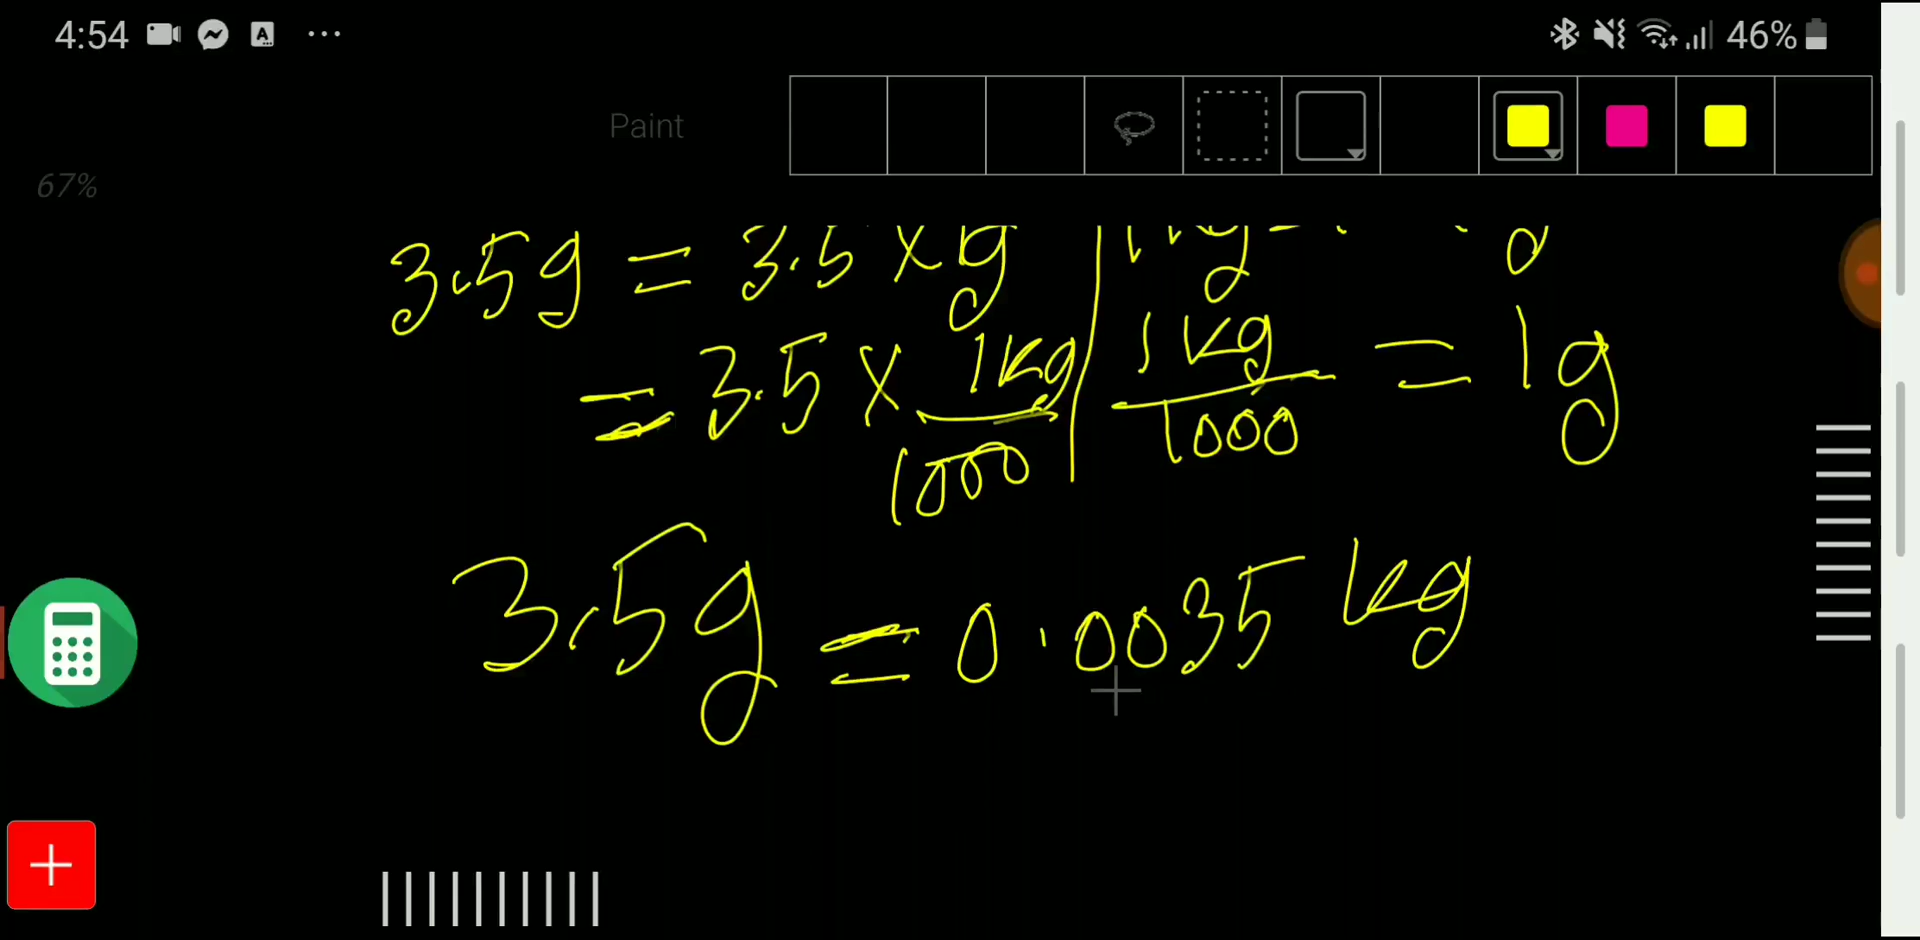 4:54 46%
Paint
67%
3.5g = 3.5 × g
= 3.5 × 1kg/1000 | 1kg/1000 = 1g
3.5g = 0.0035 kg